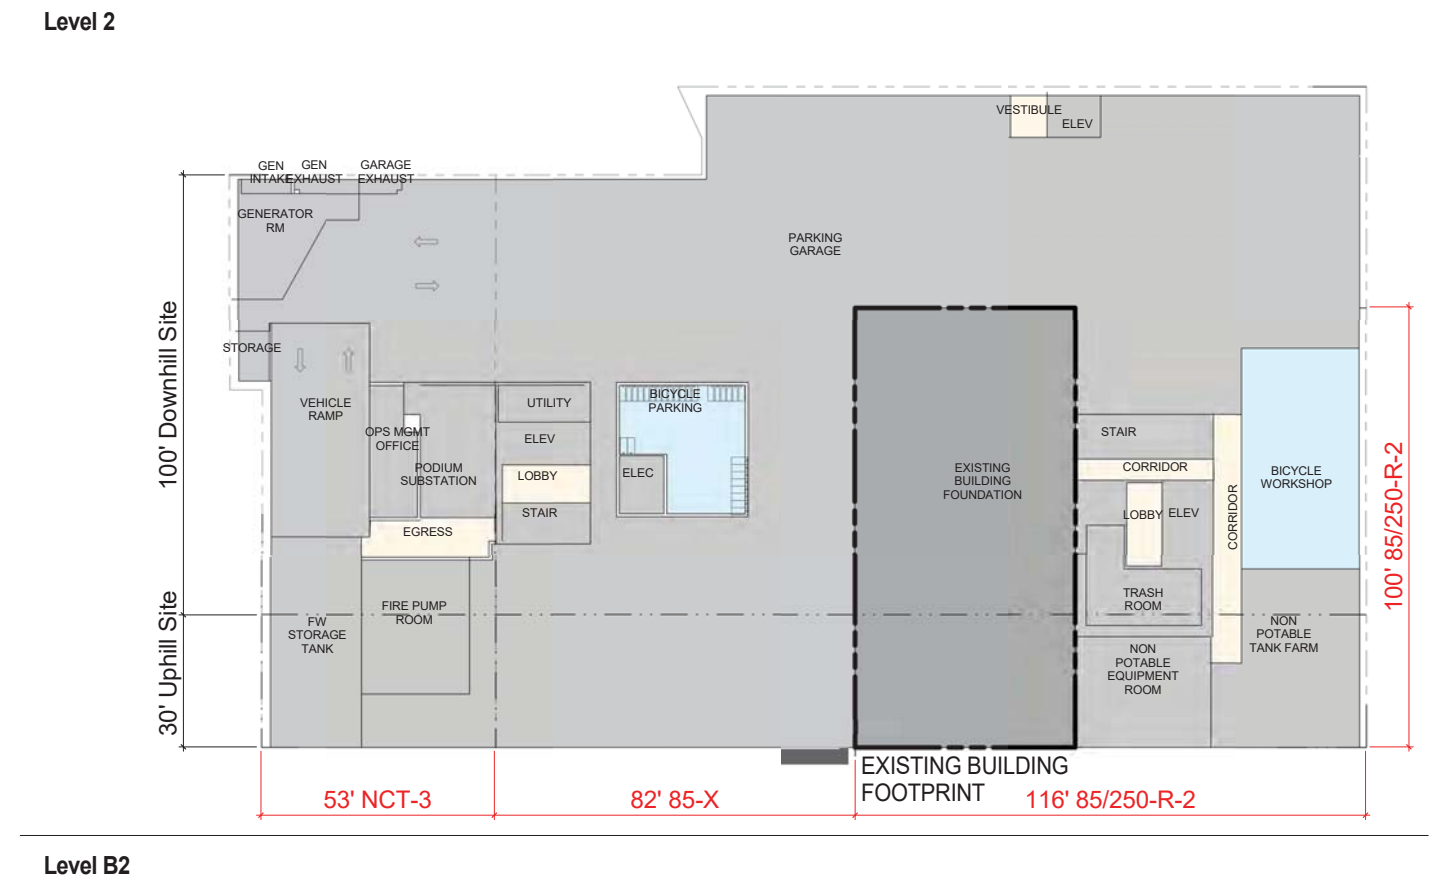 Level 2
VESTIBULE
ELEV
GEN
INTAKE
GEN
EXHAUST
GARAGE
EXHAUST
GENERATOR
RM
PARKING
GARAGE
100' Downhill Site
STORAGE
VEHICLE
RAMP
OPS MGMT
OFFICE
PODIUM
SUBSTATION
UTILITY
ELEV
LOBBY
STAIR
EGRESS
BICYCLE
PARKING
ELEC
EXISTING
BUILDING
FOUNDATION
STAIR
CORRIDOR
LOBBY
ELEV
CORRIDOR
BICYCLE
WORKSHOP
100' 85/250-R-2
30' Uphill Site
FW
STORAGE
TANK
FIRE PUMP
ROOM
TRASH
ROOM
NON
POTABLE
EQUIPMENT
ROOM
NON
POTABLE
TANK FARM
EXISTING BUILDING
FOOTPRINT
53' NCT-3
82' 85-X
116' 85/250-R-2
Level B2